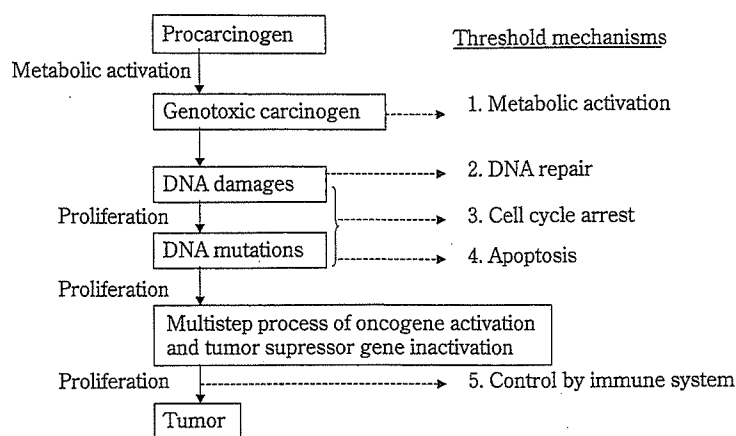 Procarcinogen
Threshold mechanisms
Metabolic activation
Genotoxic carcinogen
1. Metabolic activation
DNA damages
2. DNA repair
Proliferation
3. Cell cycle arrest
DNA mutations
4. Apoptosis
Proliferation
Multistep process of oncogene activation
and tumor supressor gene inactivation
Proliferation
5. Control by immune system
Tumor